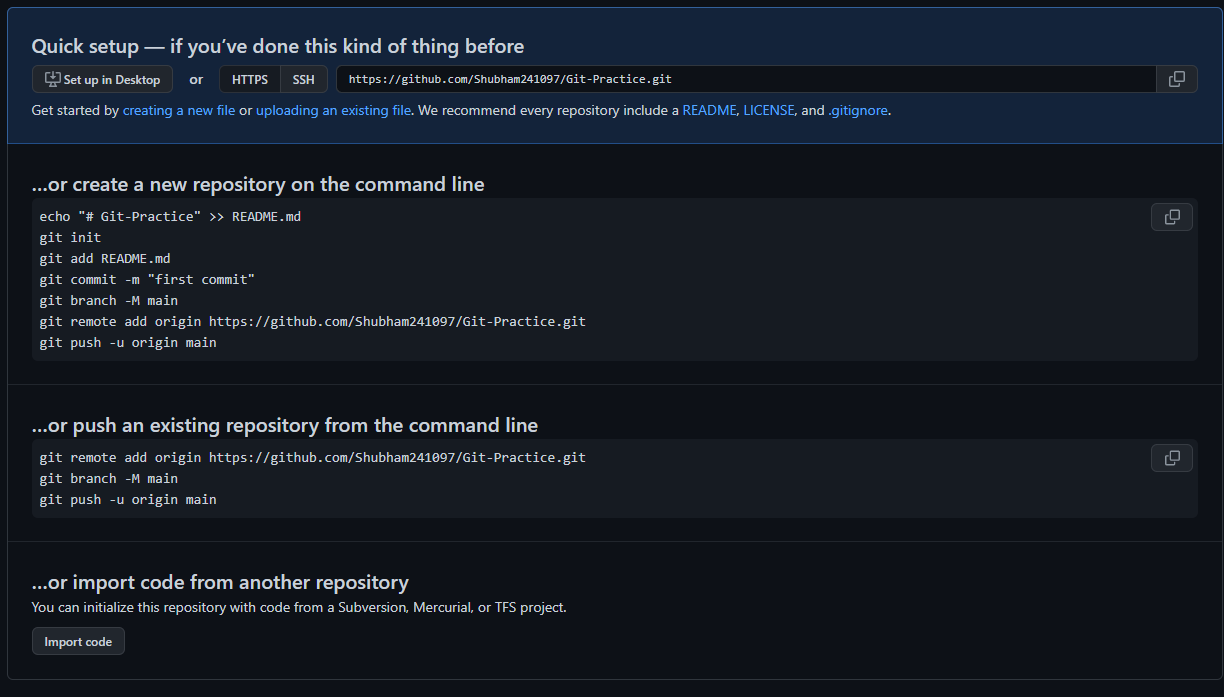 Quick setup — if you’ve done this kind of thing before
Set up in Desktop or HTTPS SSH https://github.com/Shubham241097/Git-Practice.git
Get started by creating a new file or uploading an existing file. We recommend every repository include a README, LICENSE, and .gitignore.
…or create a new repository on the command line
echo "# Git-Practice" >> README.md
git init
git add README.md
git commit -m "first commit"
git branch -M main
git remote add origin https://github.com/Shubham241097/Git-Practice.git
git push -u origin main
…or push an existing repository from the command line
git remote add origin https://github.com/Shubham241097/Git-Practice.git
git branch -M main
git push -u origin main
…or import code from another repository
You can initialize this repository with code from a Subversion, Mercurial, or TFS project.
Import code